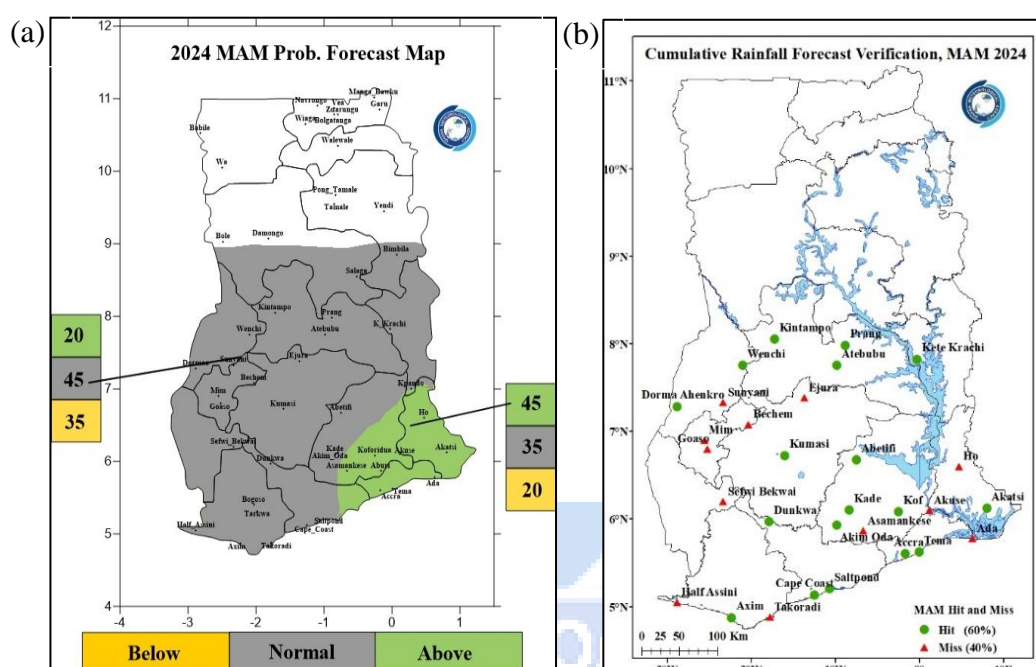 (a)
2024 MAM Prob. Forecast Map
12
11
10
9
8
7
6
5
4
-4
-3
-2
-1
0
1
Manga_Bawku
Garu
Navrongo
Vea
Zuarungu
Wiaga
Bolgatanga
Walewale
Babile
Wa
Pong_Tamale
Tamale
Yendi
Bole
Damongo
Bimbila
Salaga
Kintampo
Prang
Wenchi
Atebubu
K_Krachi
Dormaa
Sunyani
Ejura
Bechem
Mim
Goaso
Kumasi
Abetifi
Kpando
Ho
Sefwi_Bekwai
Dunkwa
Kade
Akim_Oda
Koforidua
Akuse
Akatsi
Asamankese
Aburi
Ada
Tema
Accra
Bogoso
Tarkwa
Saltpond
Cape_Coast
Half_Assini
Axim
Takoradi
20
45
35
45
35
20
Below
Normal
Above
(b)
Cumulative Rainfall Forecast Verification, MAM 2024
11°N
10°N
9°N
8°N
7°N
6°N
5°N
Kintampo
Prang
Wenchi
Atebubu
Kete Krachi
Dorma Ahenkro
Sunyani
Ejura
Bechem
Mim
Goaso
Kumasi
Abetifi
Ho
Sefwi Bekwai
Dunkwa
Kade
Kof
Akuse
Akatsi
Asamankese
Akim Oda
Ada
Accra
Tema
Cape Coast
Saltpond
Half Assini
Axim
Takoradi
MAM Hit and Miss
Hit (60%)
Miss (40%)
0 25 50 100 Km